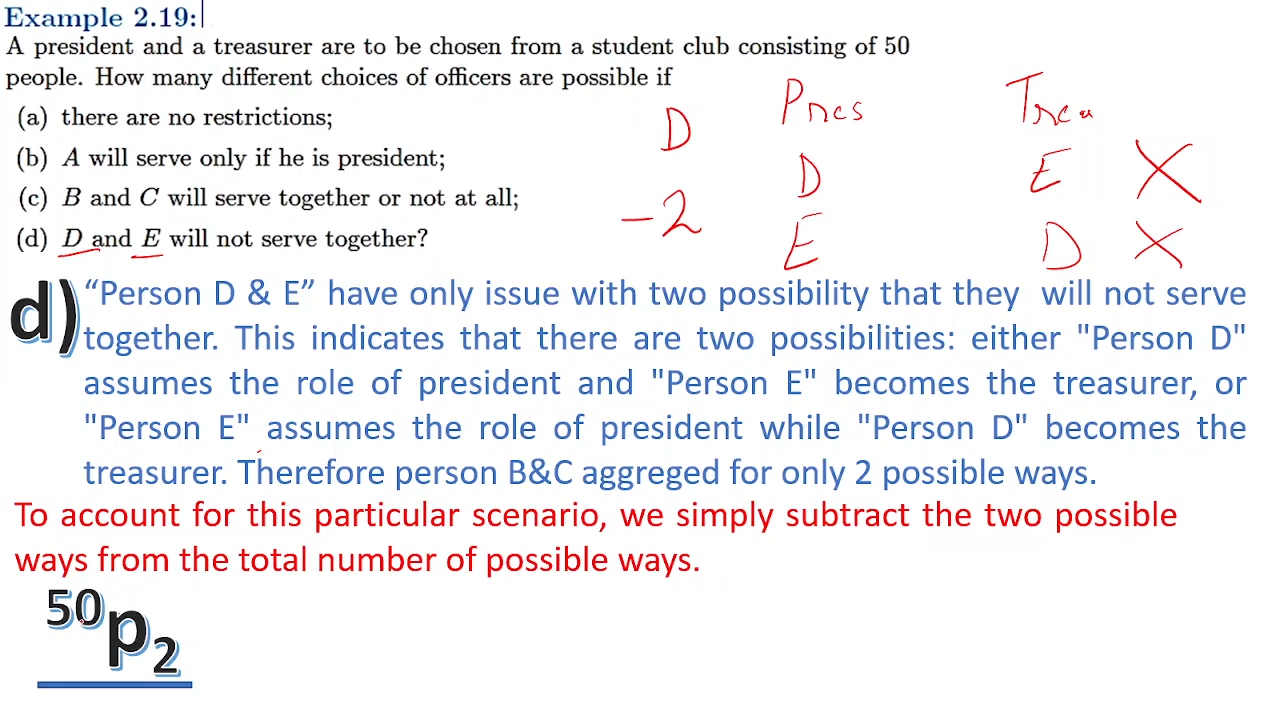 Example 2.19:
A president and a treasurer are to be chosen from a student club consisting of 50
people. How many different choices of officers are possible if
(a) there are no restrictions;
(b) A will serve only if he is president;
(c) B and C will serve together or not at all;
(d) D and E will not serve together?
D Pres Trea
D E X
-2
E D X
d) “Person D & E” have only issue with two possibility that they will not serve
together. This indicates that there are two possibilities: either "Person D"
assumes the role of president and "Person E" becomes the treasurer, or
"Person E" assumes the role of president while "Person D" becomes the
treasurer. Therefore person B&C aggreged for only 2 possible ways.
To account for this particular scenario, we simply subtract the two possible
ways from the total number of possible ways.
50p2